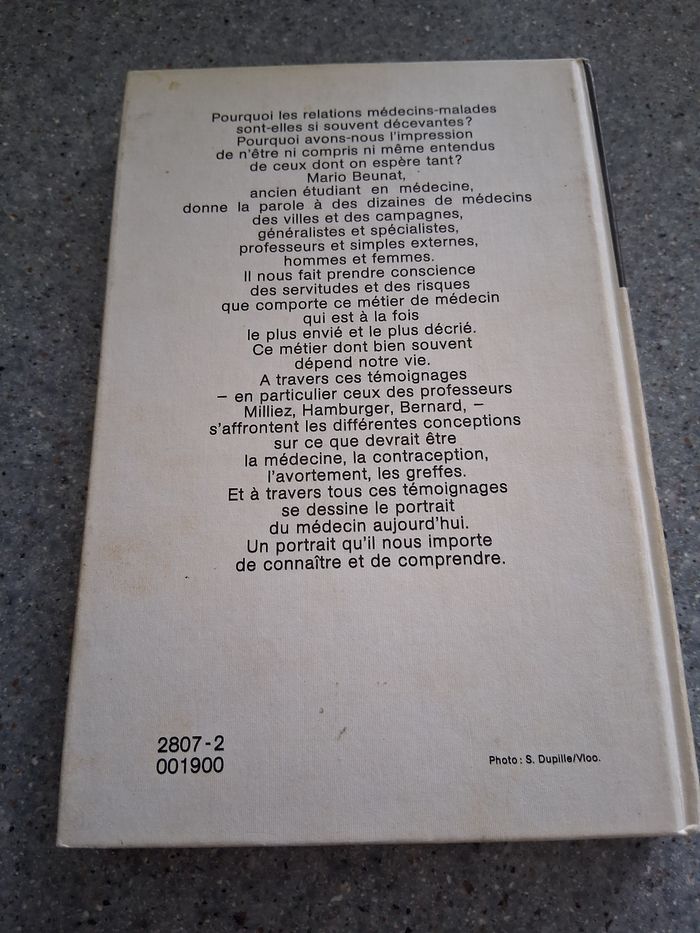 Pourquoi les relations médecins-malades
sont-elles si souvent décevantes?
Pourquoi avons-nous l'impression
de n'être ni compris ni même entendus
de ceux dont on espère tant?
Mario Beunat,
ancien étudiant en médecine,
donne la parole à des dizaines de médecins
des villes et des campagnes,
généralistes et spécialistes,
professeurs et simples externes,
hommes et femmes.
Il nous fait prendre conscience
des servitudes et des risques
que comporte ce métier de médecin
qui est à la fois
le plus envié et le plus décrié.
Ce métier dont bien souvent
dépend notre vie.
A travers ces témoignages
– en particulier ceux des professeurs
Milliez, Hamburger, Bernard, –
s'affrontent les différentes conceptions
sur ce que devrait être
la médecine, la contraception,
l'avortement, les greffes.
Et à travers tous ces témoignages
se dessine le portrait
du médecin aujourd'hui.
Un portrait qu'il nous importe
de connaître et de comprendre.
2807-2
001900
Photo : S. Dupille/Vloo.